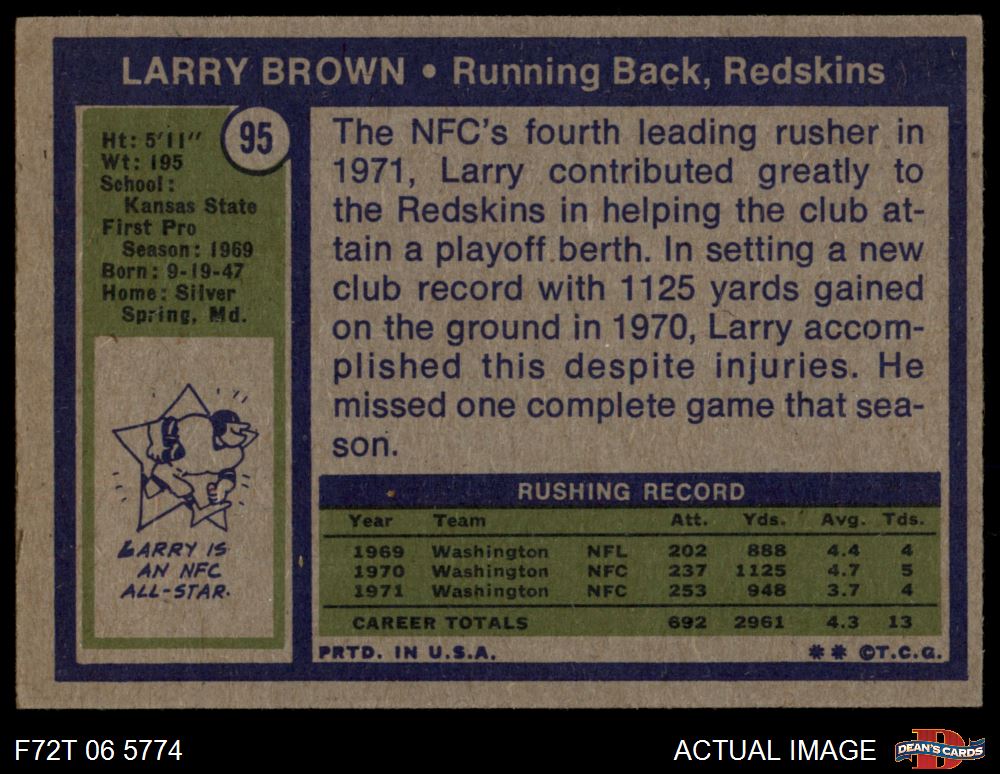 LARRY BROWN • Running Back, Redskins
95
Ht: 5'11"
Wt: 195
School:
Kansas State
First Pro
Season: 1969
Born: 9-19-47
Home: Silver
Spring, Md.
LARRY IS
AN NFC
ALL-STAR.
The NFC's fourth leading rusher in
1971, Larry contributed greatly to
the Redskins in helping the club at-
tain a playoff berth. In setting a new
club record with 1125 yards gained
on the ground in 1970, Larry accom-
plished this despite injuries. He
missed one complete game that sea-
son.
RUSHING RECORD
Year Team Att. Yds. Avg. Tds.
1969 Washington NFL 202 888 4.4 4
1970 Washington NFC 237 1125 4.7 5
1971 Washington NFC 253 948 3.7 4
CAREER TOTALS 692 2961 4.3 13
PRTD. IN U.S.A. ** ©T.C.G.
F72T 06 5774
ACTUAL IMAGE
D
DEAN'S CARDS